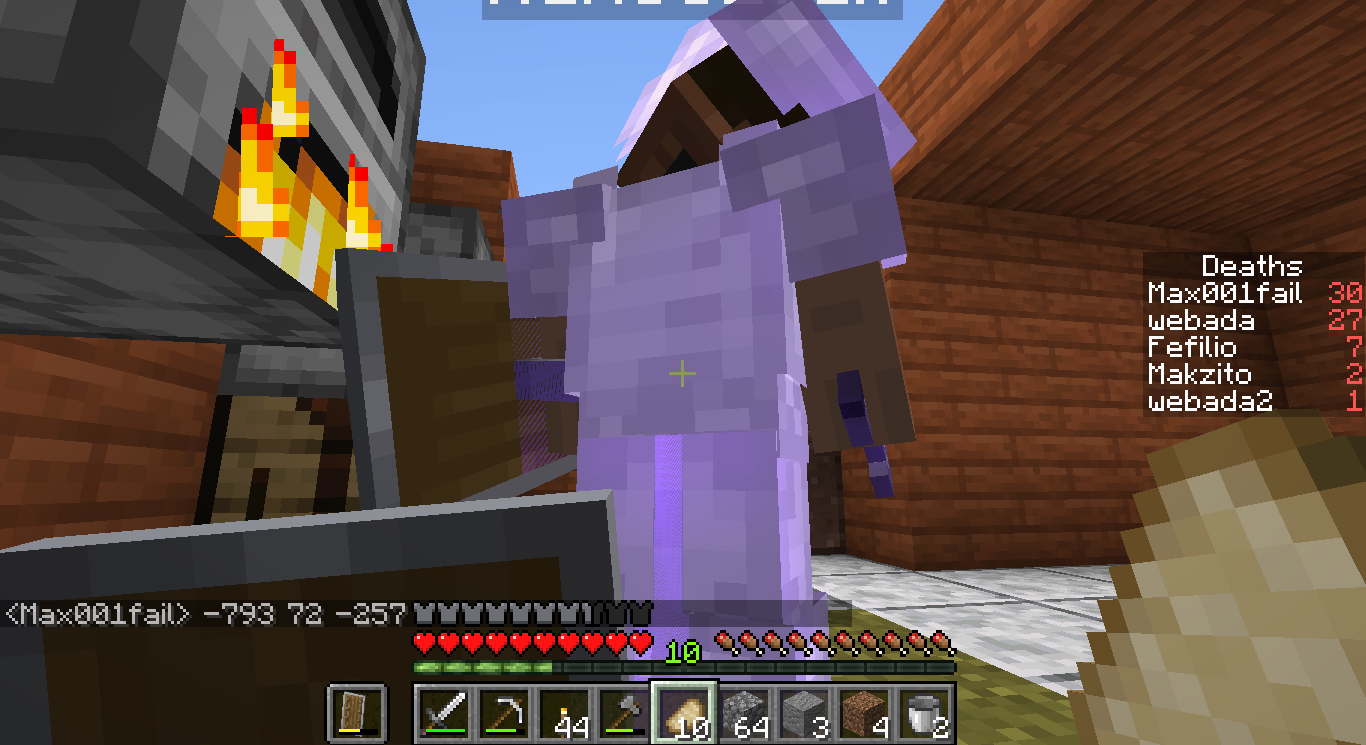 Deaths
Max001fail 30
webada 27
Fefilio 7
Makzito 2
webada2 1
<Max001fail> -793 72 -257
10
44 10 64 3 4 2